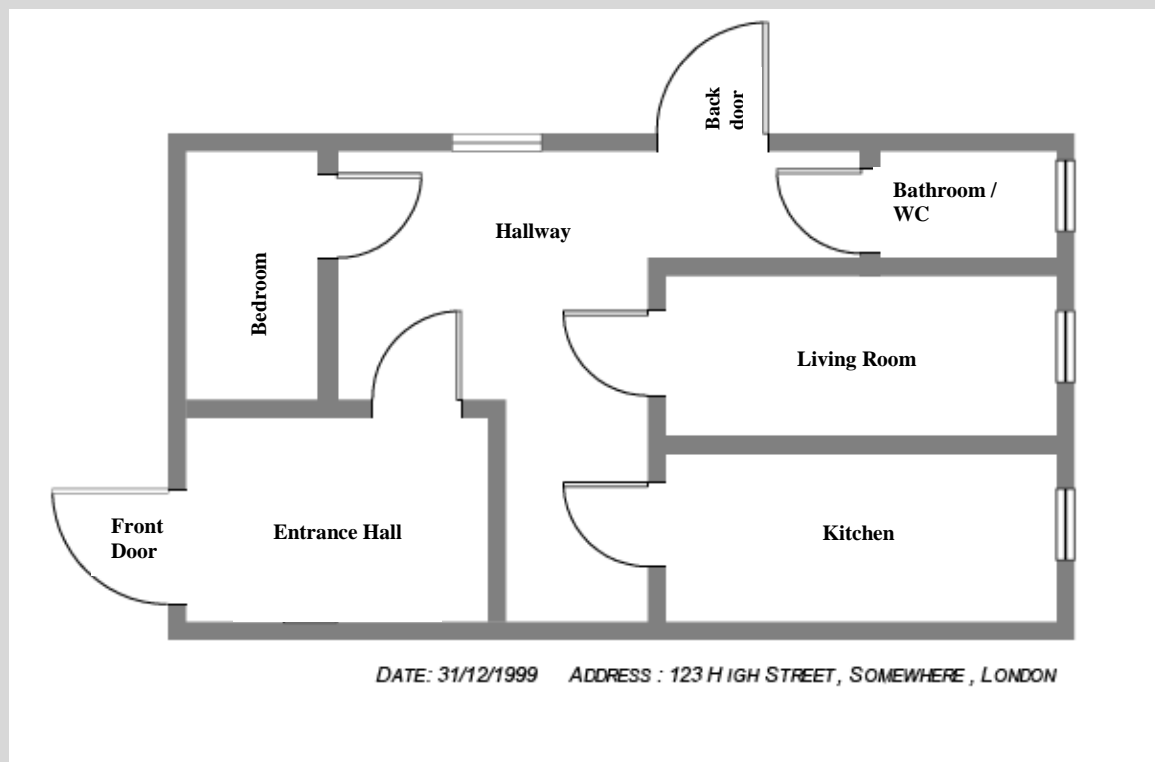 Back
door
Bathroom /
WC
Hallway
Bedroom
Living Room
Front
Door
Entrance Hall
Kitchen
DATE: 31/12/1999 ADDRESS : 123 HIGH STREET, SOMEWHERE , LONDON